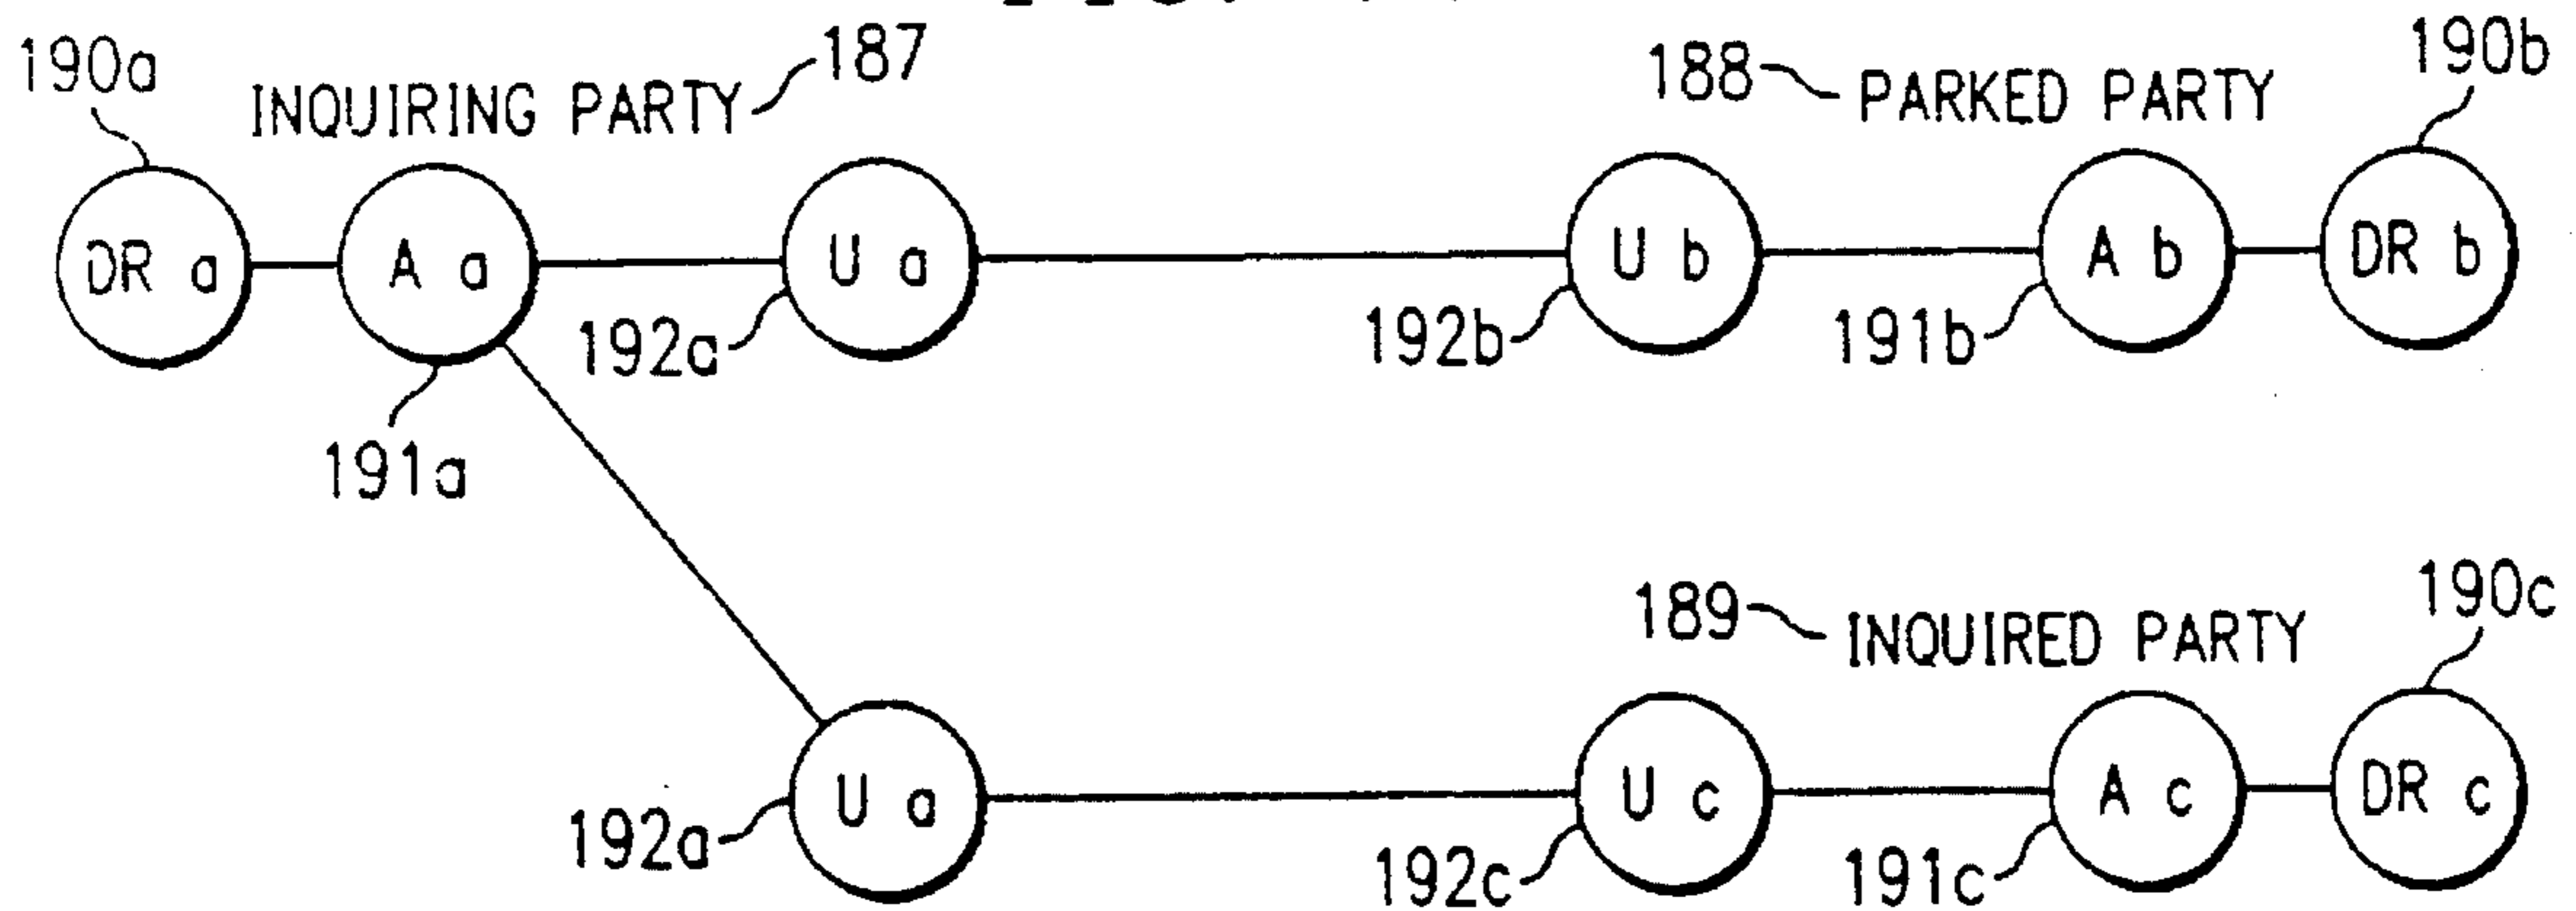 190a INQUIRING PARTY 187 188 PARKED PARTY 190b
DR a A a U a U b A b DR b
192a 192b 191b
191a
189 INQUIRED PARTY 190c
U a U c A c DR c
192a 192c 191c